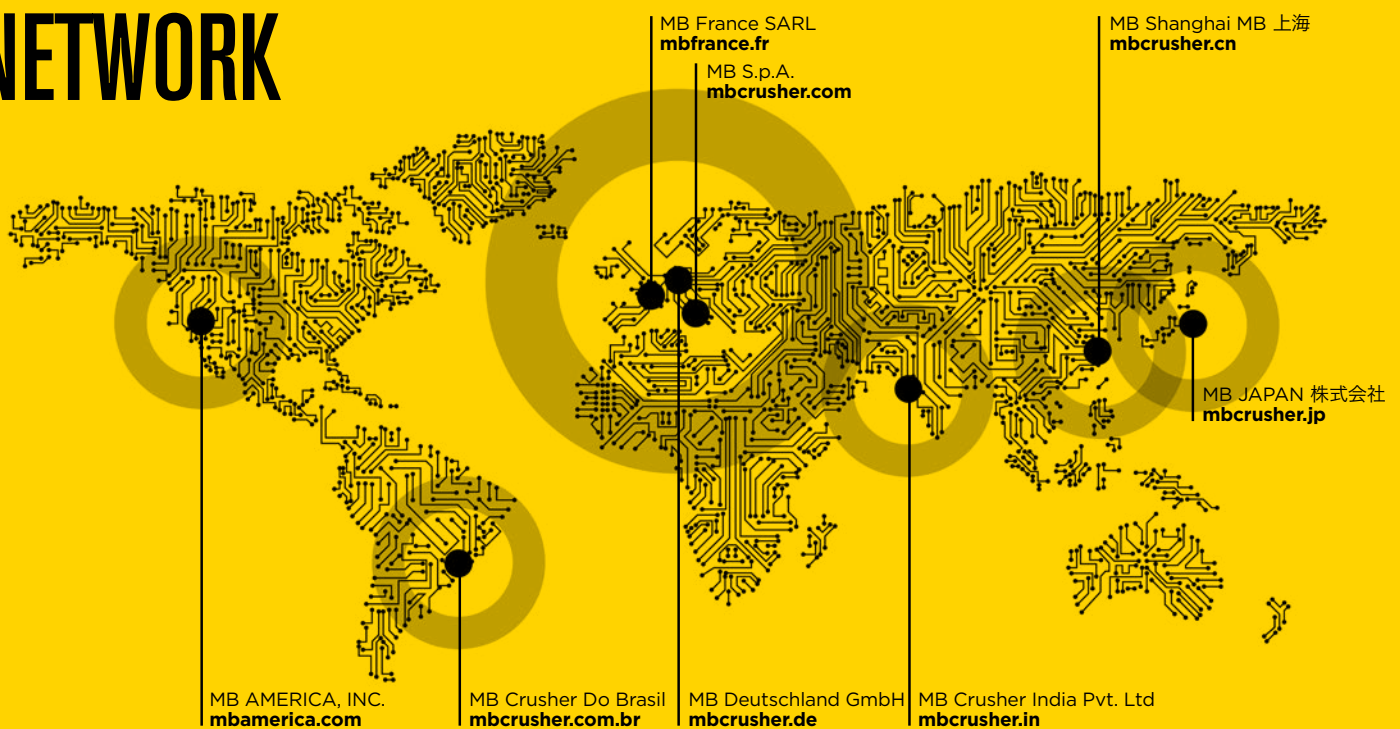 NETWORK
MB France SARL
mbfrance.fr
MB S.p.A.
mbcrusher.com
MB Shanghai MB 上海
mbcrusher.cn
MB JAPAN 株式会社
mbcrusher.jp
MB AMERICA, INC.
mbamerica.com
MB Crusher Do Brasil
mbcrusher.com.br
MB Deutschland GmbH
mbcrusher.de
MB Crusher India Pvt. Ltd
mbcrusher.in